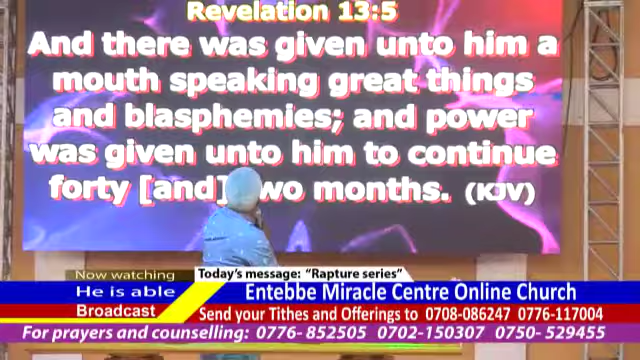 Revelation 13:5
And there was given unto him a
mouth speaking great things
and blasphemies; and power
was given unto him to continue
forty [and] two months. (KJV)
Now watching
Today's message: "Rapture series"
He is able
Entebbe Miracle Centre Online Church
Broadcast
Send your Tithes and Offerings to 0708-086247 0776-117004
For prayers and counselling: 0776- 852505 0702-150307 0750- 529455